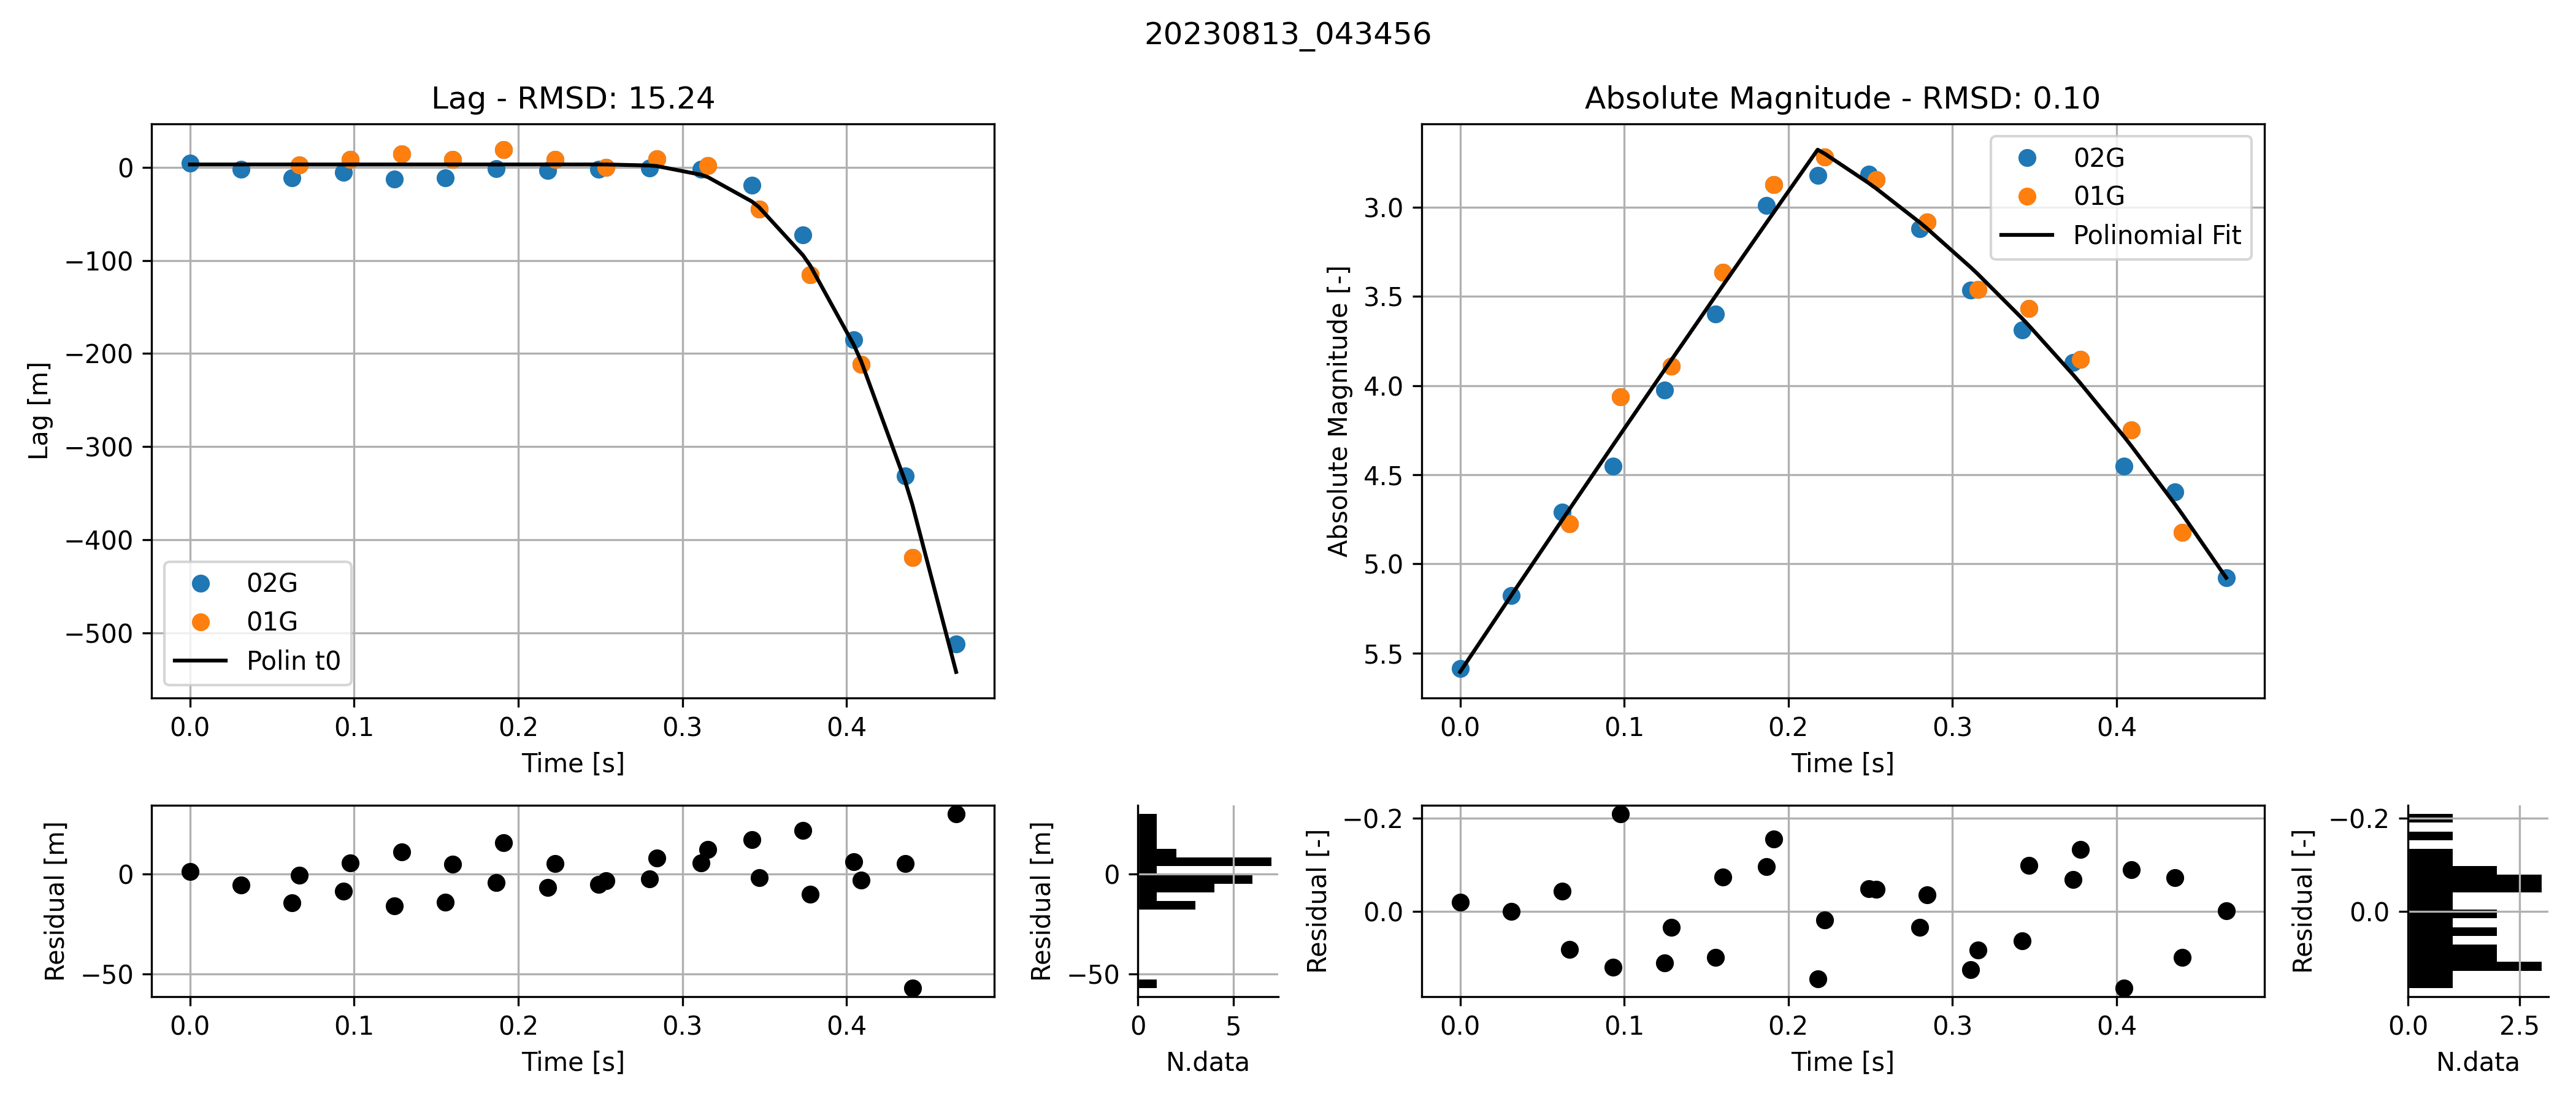 20230813_043456
Lag - RMSD: 15.24
Lag [m]
0
−100
−200
−300
−400
−500
02G
01G
Polin t0
0.0 0.1 0.2 0.3 0.4
Time [s]
Absolute Magnitude - RMSD: 0.10
Absolute Magnitude [-]
3.0
3.5
4.0
4.5
5.0
5.5
02G
01G
Polinomial Fit
0.0 0.1 0.2 0.3 0.4
Time [s]
Residual [m]
0
−50
0.0 0.1 0.2 0.3 0.4
Time [s]
Residual [m]
0
−50
0 5
N.data
Residual [-]
−0.2
0.0
0.0 0.1 0.2 0.3 0.4
Time [s]
Residual [-]
−0.2
0.0
0.0 2.5
N.data